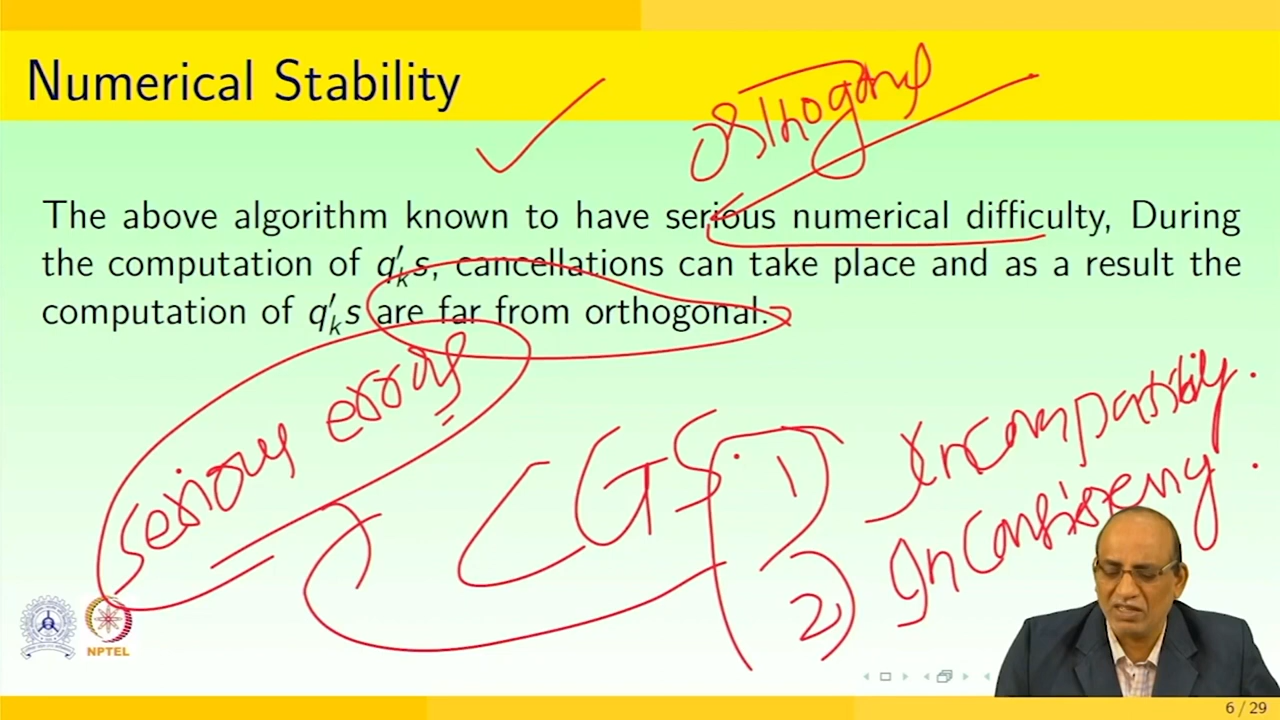 Numerical Stability
orthogonal
The above algorithm known to have serious numerical difficulty, During
the computation of q′ₖs, cancellations can take place and as a result the
computation of q′ₖs are far from orthogonal.
serious errors
CGS.
1) Incompatibily.
2) Inconsisteny.
NPTEL
6 / 29